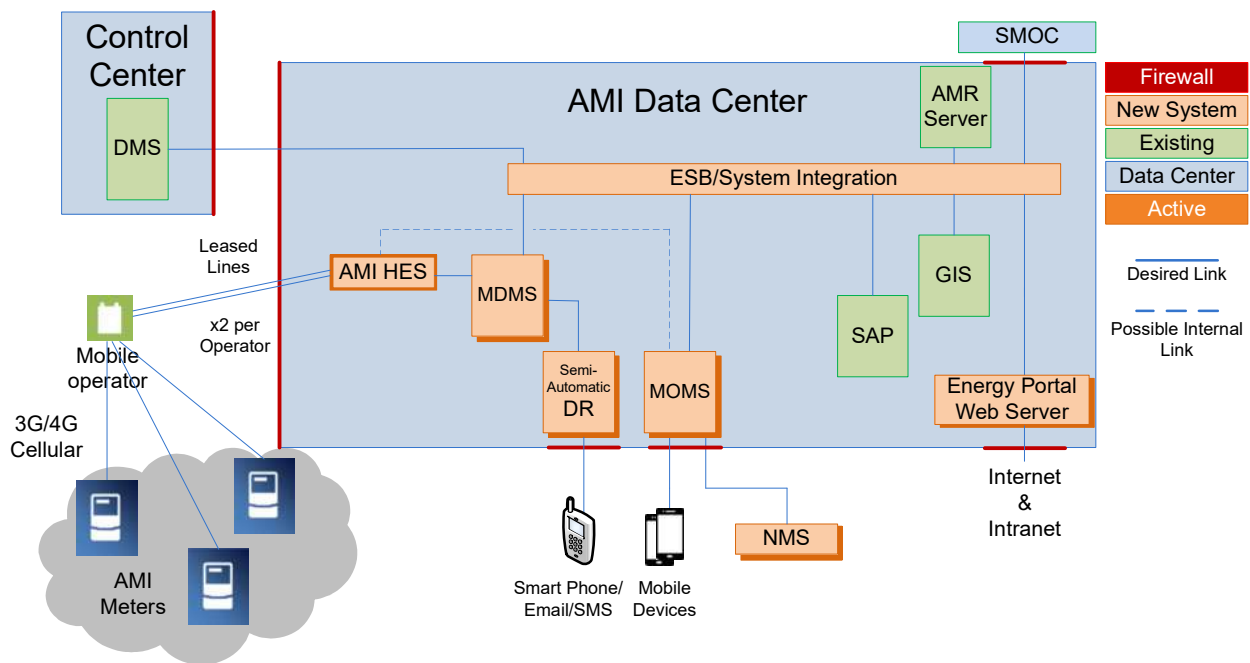 Control
Center
DMS
SMOC
AMI Data Center
AMR
Server
ESB/System Integration
Firewall
New System
Existing
Data Center
Active
Desired Link
Possible Internal
Link
Leased
Lines
x2 per
Operator
AMI HES
MDMS
Semi-
Automatic
DR
MOMS
SAP
GIS
Energy Portal
Web Server
Mobile
operator
3G/4G
Cellular
AMI
Meters
Smart Phone/
Email/SMS
Mobile
Devices
NMS
Internet
&
Intranet